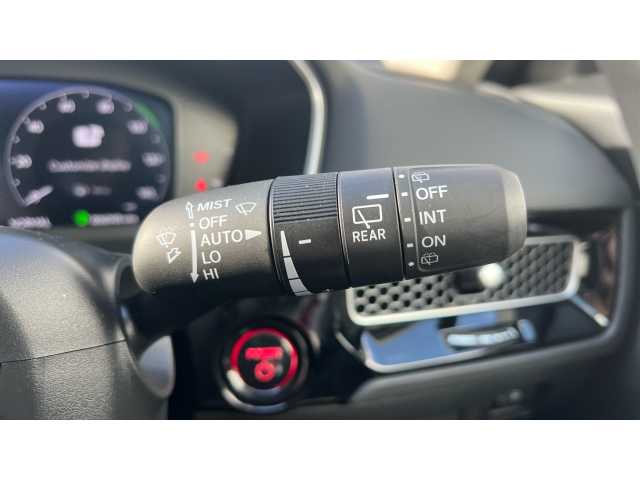 MIST
OFF
AUTO
LO
HI
REAR
OFF
INT
ON